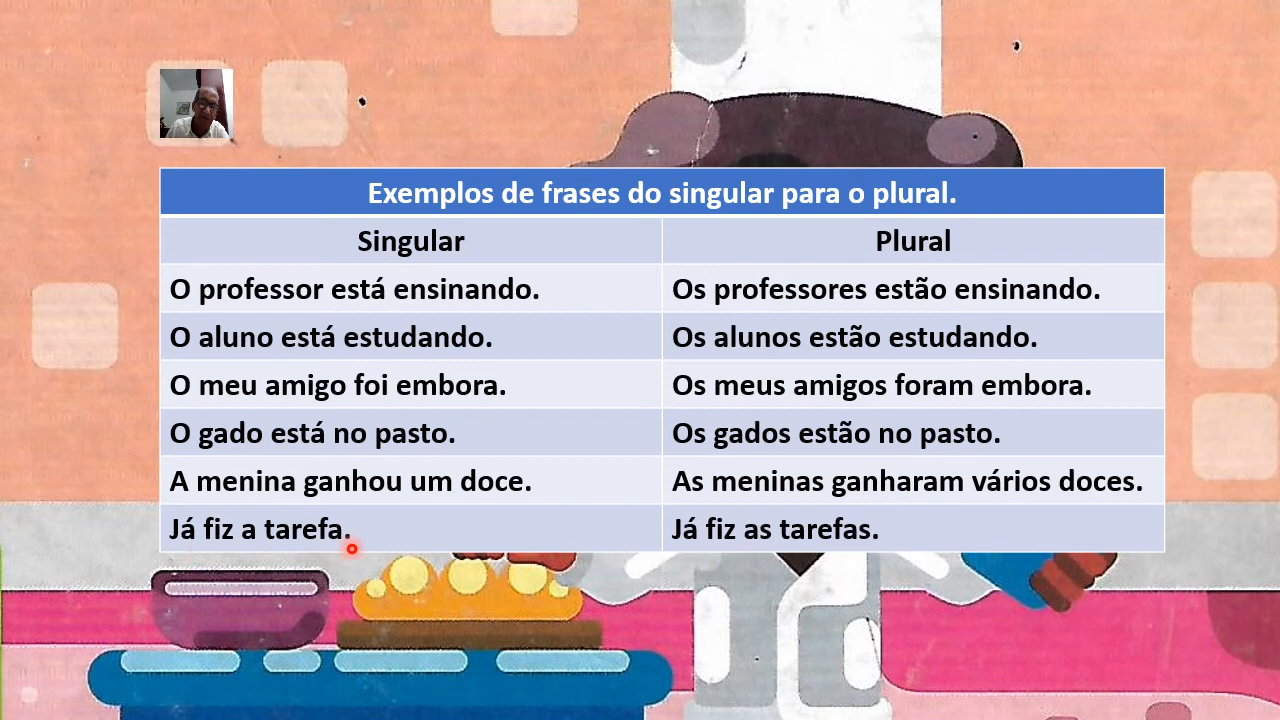 Exemplos de frases do singular para o plural.
Singular Plural
O professor está ensinando. Os professores estão ensinando.
O aluno está estudando. Os alunos estão estudando.
O meu amigo foi embora. Os meus amigos foram embora.
O gado está no pasto. Os gados estão no pasto.
A menina ganhou um doce. As meninas ganharam vários doces.
Já fiz a tarefa. Já fiz as tarefas.